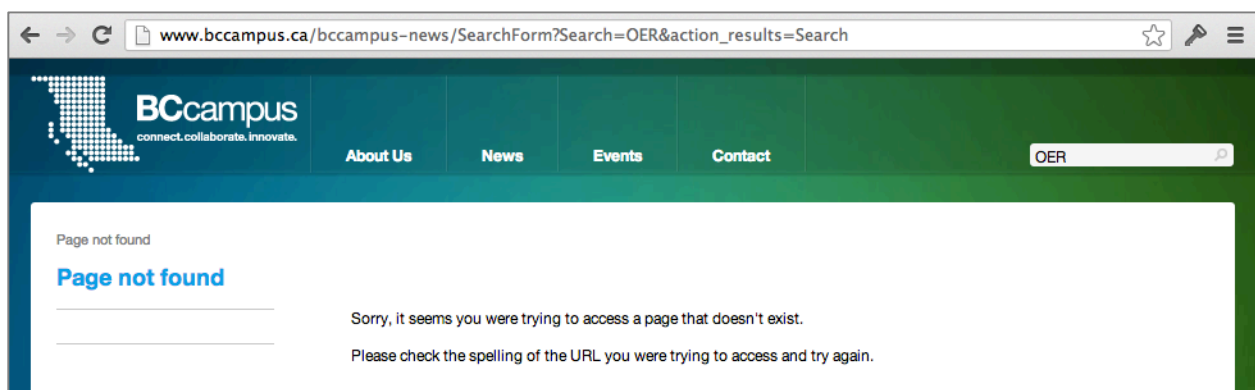 www.bccampus.ca/bccampus-news/SearchForm?Search=OER&action_results=Search
BCcampus
connect.collaborate.innovate.
About Us News Events Contact OER
Page not found
Page not found
Sorry, it seems you were trying to access a page that doesn't exist.
Please check the spelling of the URL you were trying to access and try again.